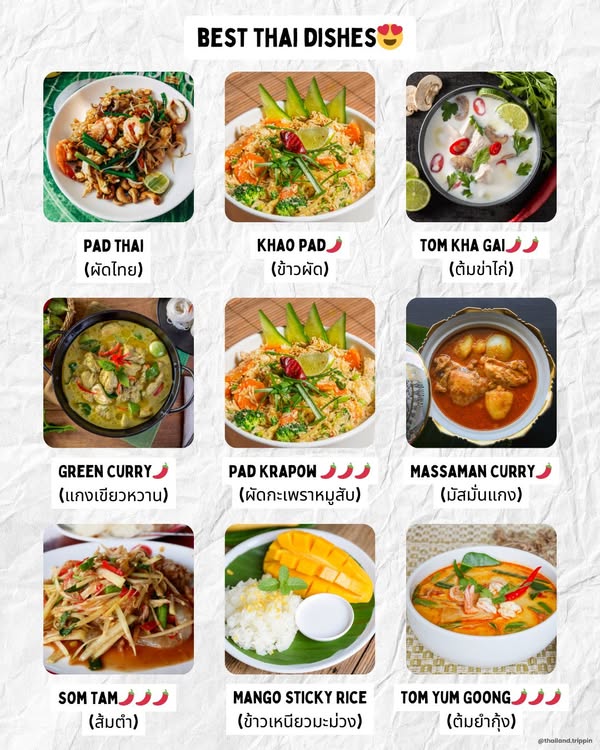 BEST THAI DISHES😍
PAD THAI
(ผัดไทย)
KHAO PAD🌶️
(ข้าวผัด)
TOM KHA GAI🌶️🌶️
(ต้มข่าไก่)
GREEN CURRY🌶️
(แกงเขียวหวาน)
PAD KRAPOW🌶️🌶️🌶️
(ผัดกะเพราหมูสับ)
MASSAMAN CURRY🌶️
(มัสมั่นแกง)
SOM TAM🌶️🌶️🌶️
(ส้มตำ)
MANGO STICKY RICE
(ข้าวเหนียวมะม่วง)
TOM YUM GOONG🌶️🌶️🌶️
(ต้มยำกุ้ง)
@thailand.trippin